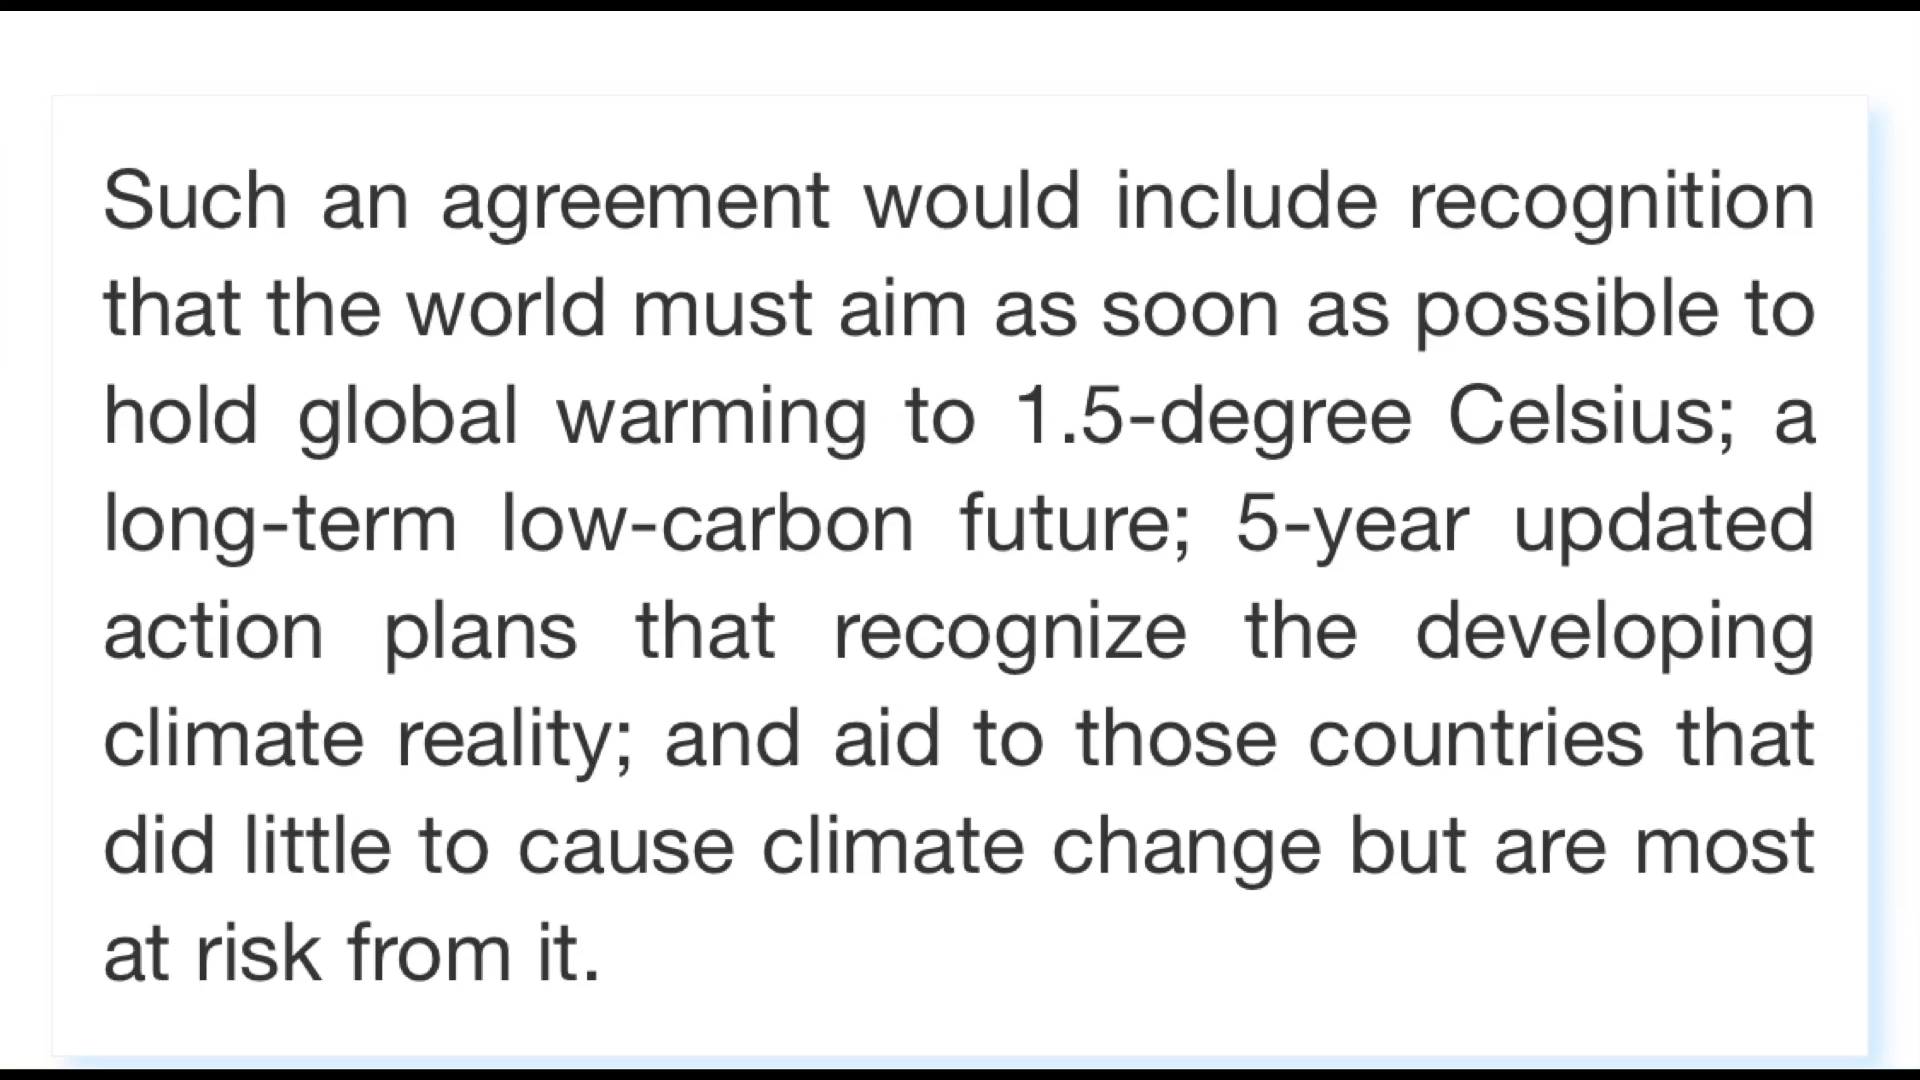 Such an agreement would include recognition
that the world must aim as soon as possible to
hold global warming to 1.5-degree Celsius; a
long-term low-carbon future; 5-year updated
action plans that recognize the developing
climate reality; and aid to those countries that
did little to cause climate change but are most
at risk from it.